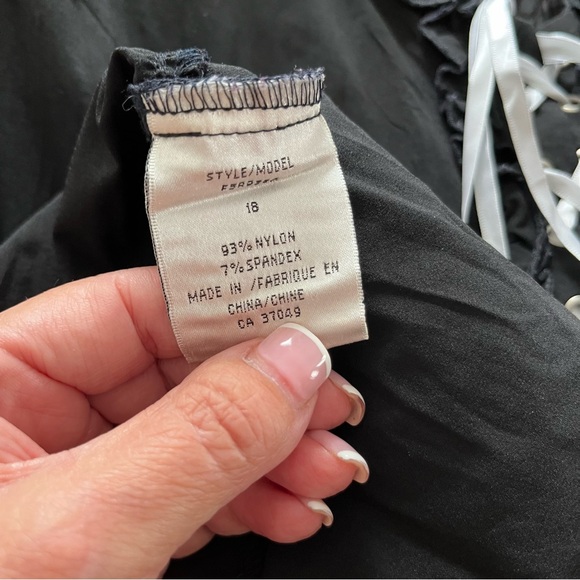 STYLE/MODEL
18
93% NYLON
7% SPANDEX
MADE IN /FABRIQUE EN
CHINA/CHINE
CA 37049